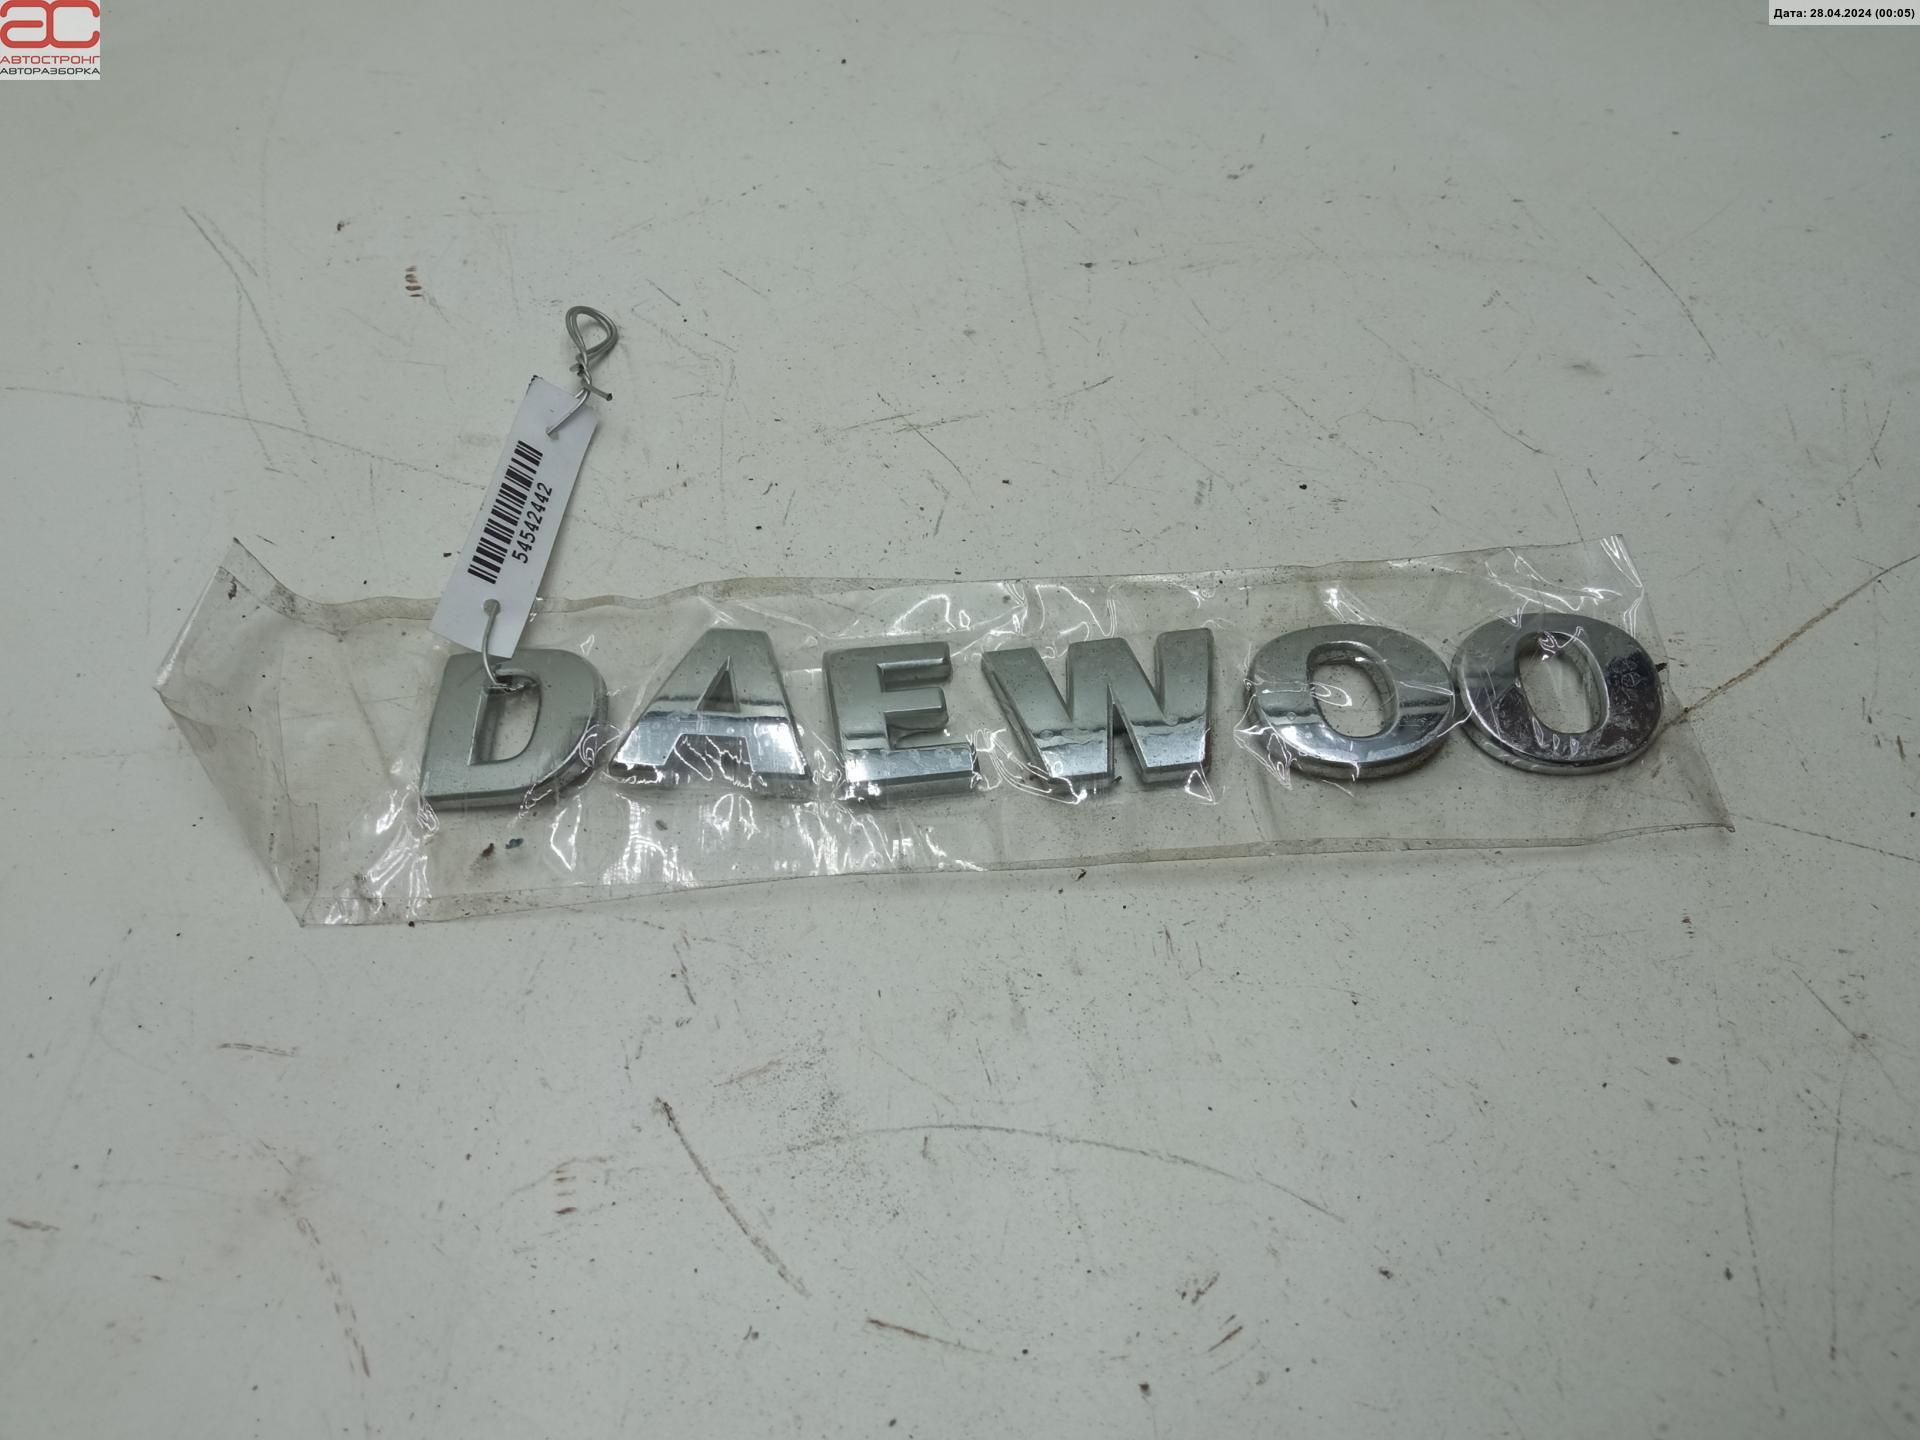 АС
АВТОСТРОНГ
АВТОРАЗБОРКА
Дата: 28.04.2024 (00:05)
54542442
DAEWOO